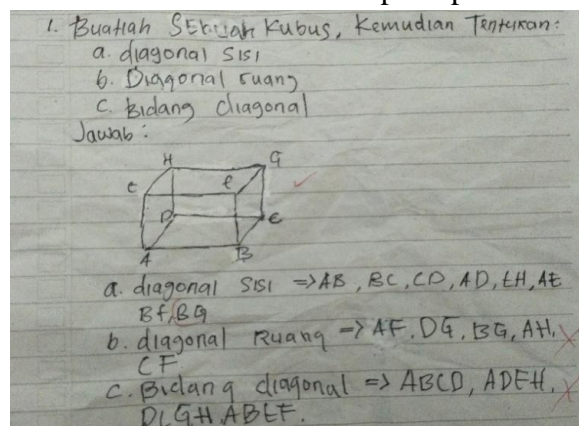 1. Buatlah Sebuah Kubus, Kemudian Tentukan:
a. diagonal sisi
b. Diagonal ruang
c. Bidang diagonal
Jawab:
H G
E F
D C
A B
a. diagonal sisi => AB, BC, CD, AD, EH, AE
BF, BG
b. diagonal Ruang => AF, DG, BG, AH,
CF
c. Bidang diagonal => ABCD, ADEH,
DCGH, ABEF.